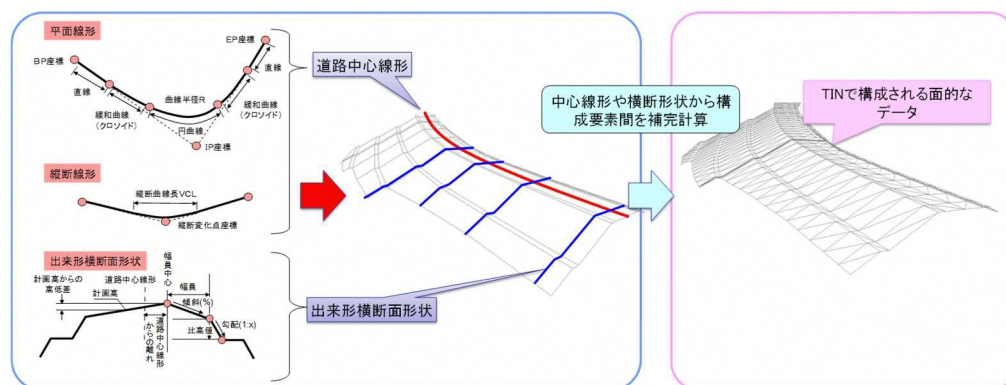 平面線形
BP座標
EP座標
直線
直線
曲線半径R
緩和曲線
(クロソイド)
緩和曲線
(クロソイド)
円曲線
IP座標
縦断線形
縦断曲線長VCL
縦断変化点座標
出来形横断面形状
計画高からの
高低差
道路中心線形
計画高
幅員中心
幅員
傾斜(%)
勾配(1:x)
比高値
道路中心線形
からの離れ
道路中心線形
出来形横断面形状
中心線形や横断形状から構
成要素間を補完計算
TINで構成される面的な
データ